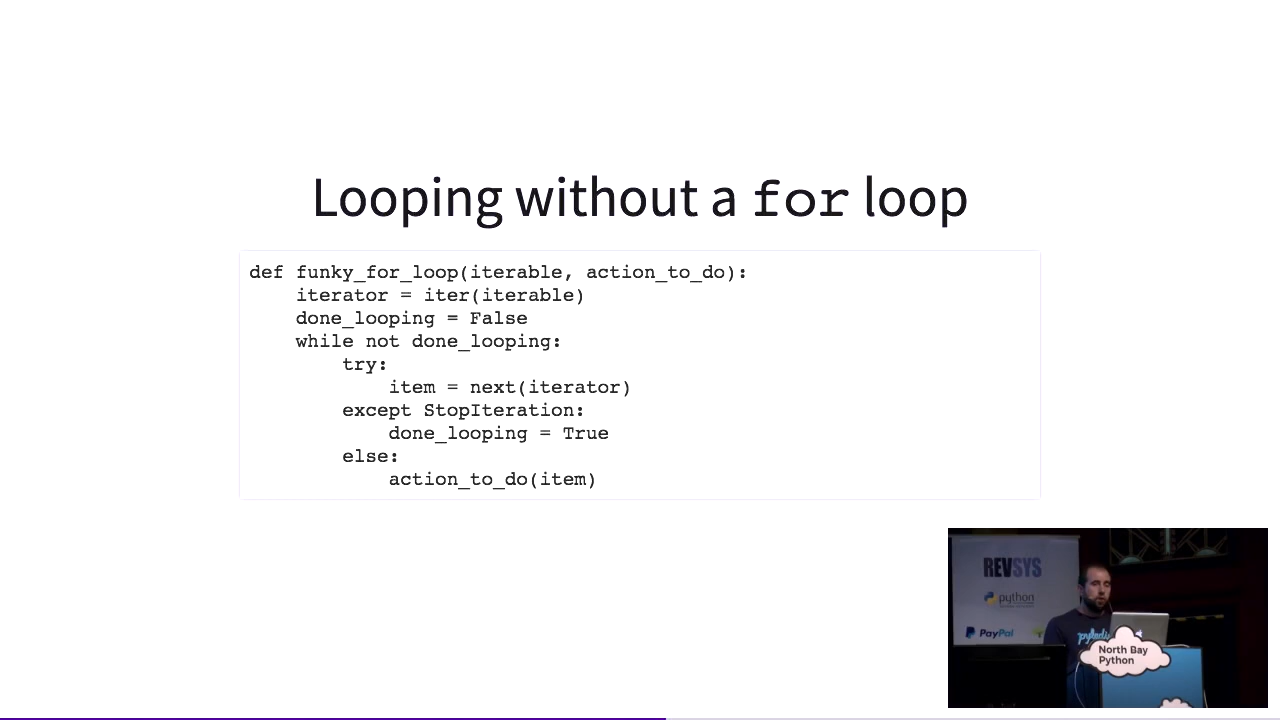 Looping without a for loop
def funky_for_loop(iterable, action_to_do):
    iterator = iter(iterable)
    done_looping = False
    while not done_looping:
        try:
            item = next(iterator)
        except StopIteration:
            done_looping = True
        else:
            action_to_do(item)
REVSYS
python
PayPal
North Bay
Python